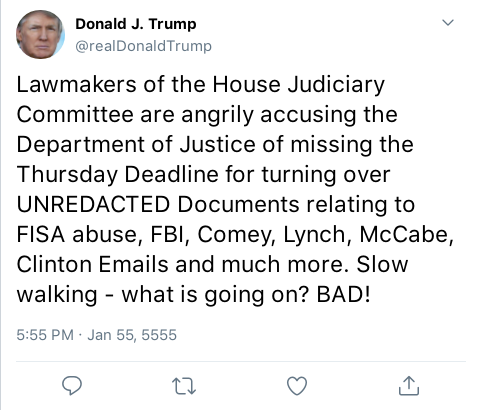 Donald J. Trump
@realDonaldTrump
Lawmakers of the House Judiciary
Committee are angrily accusing the
Department of Justice of missing the
Thursday Deadline for turning over
UNREDACTED Documents relating to
FISA abuse, FBI, Comey, Lynch, McCabe,
Clinton Emails and much more. Slow
walking - what is going on? BAD!
5:55 PM · Jan 55, 5555